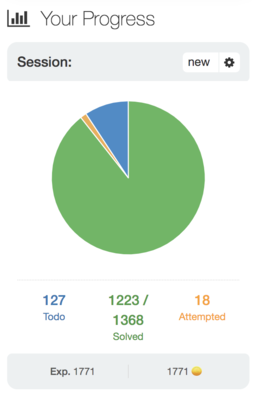 Your Progress
Session: new
127 1223 / 18
1368
Todo Attempted
Solved
Exp. 1771 1771